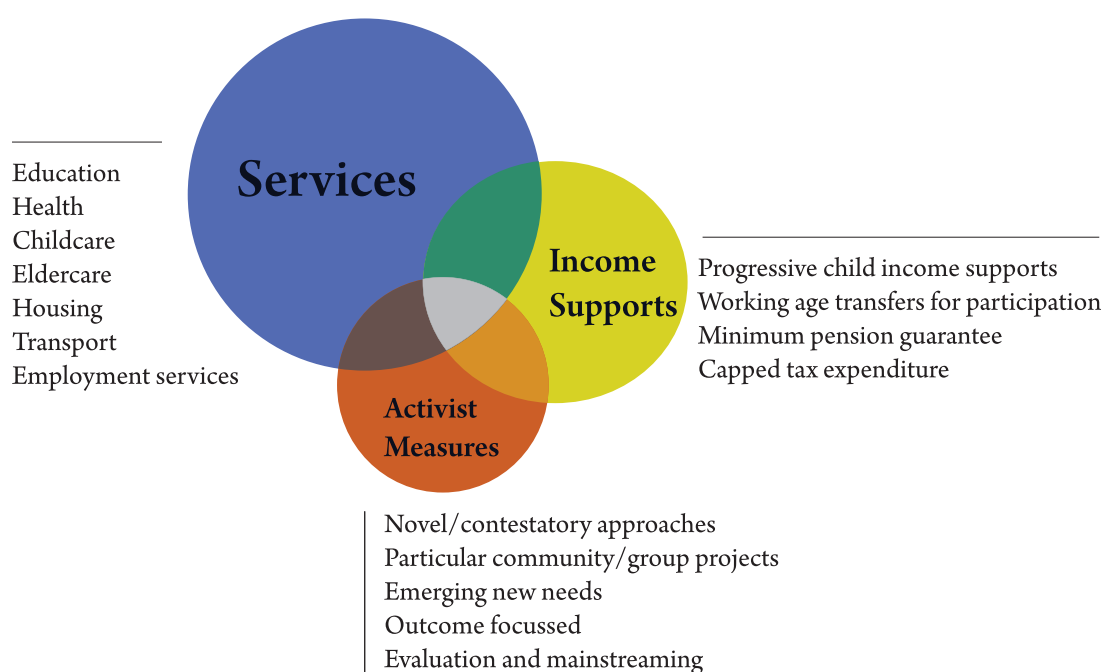 Services
Education
Health
Childcare
Eldercare
Housing
Transport
Employment services
Income
Supports
Progressive child income supports
Working age transfers for participation
Minimum pension guarantee
Capped tax expenditure
Activist
Measures
Novel/contestatory approaches
Particular community/group projects
Emerging new needs
Outcome focussed
Evaluation and mainstreaming